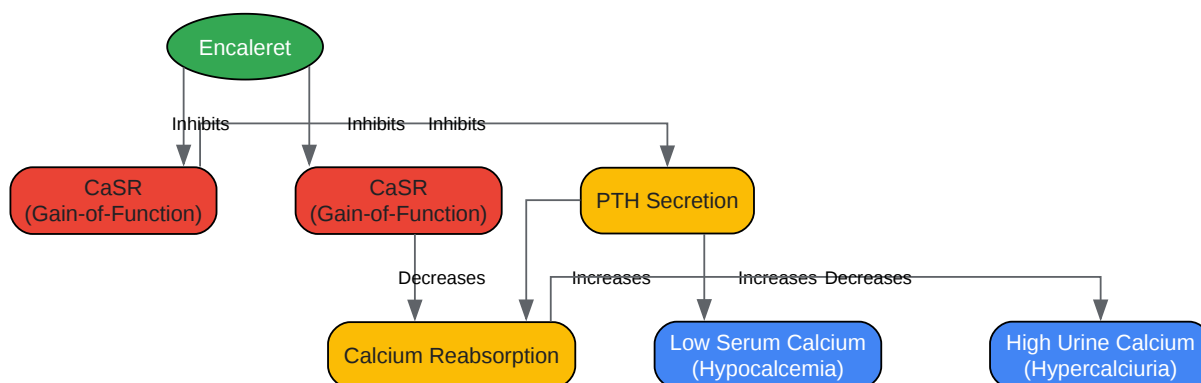 Encaleret
Inhibits
Inhibits
Inhibits
CaSR
(Gain-of-Function)
CaSR
(Gain-of-Function)
PTH Secretion
Decreases
Increases
Increases
Decreases
Calcium Reabsorption
Low Serum Calcium
(Hypocalcemia)
High Urine Calcium
(Hypercalciuria)